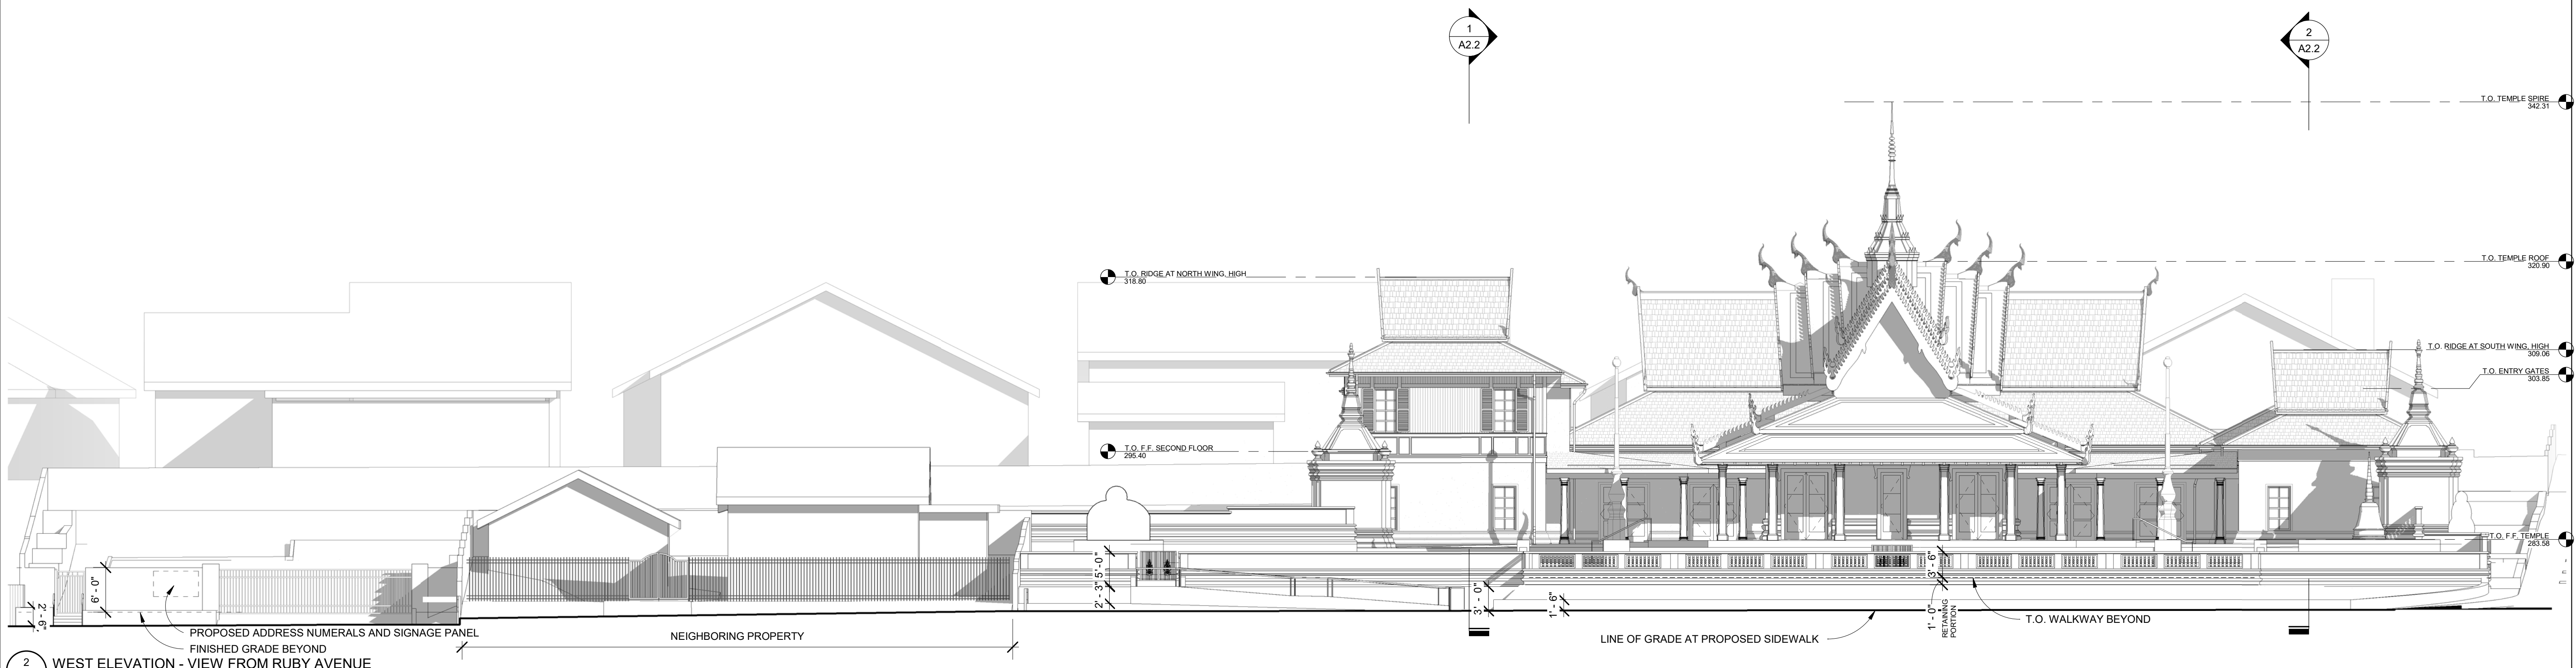 1
A2.2
2
A2.2
T.O. TEMPLE SPIRE
342.31
T.O. RIDGE AT NORTH WING, HIGH
318.80
T.O. TEMPLE ROOF
320.90
T.O. RIDGE AT SOUTH WING, HIGH
309.06
T.O. ENTRY GATES
303.85
T.O. F.F. SECOND FLOOR
295.40
T.O. F.F. TEMPLE
283.58
6' - 0"
2' - 6"
5' - 0"
2' - 3"
3' - 0"
1' - 6"
3' - 6"
1' - 0"
RETAINING
PORTION
T.O. WALKWAY BEYOND
PROPOSED ADDRESS NUMERALS AND SIGNAGE PANEL
NEIGHBORING PROPERTY
LINE OF GRADE AT PROPOSED SIDEWALK
FINISHED GRADE BEYOND
2
WEST ELEVATION - VIEW FROM RUBY AVENUE